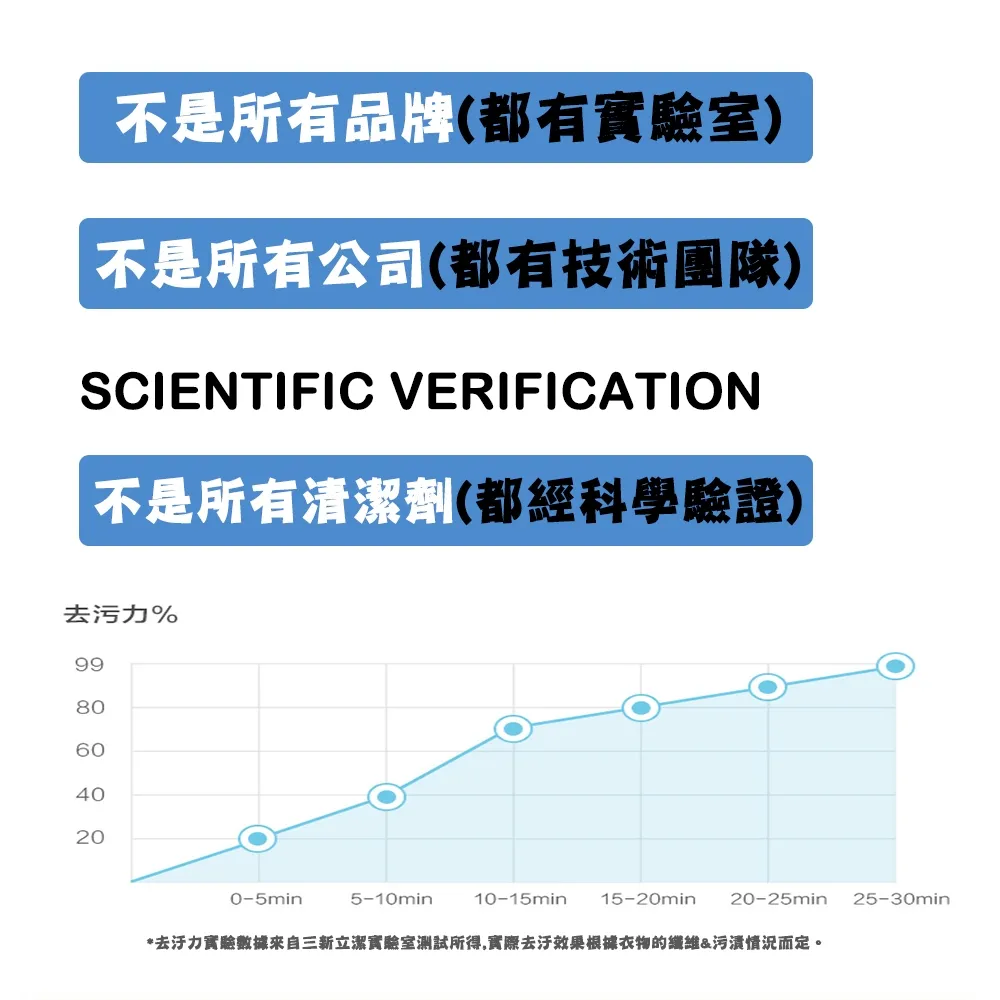 不是所有品牌(都有實驗室)
不是所有公司(都有技術團隊)
SCIENTIFIC VERIFICATION
不是所有清潔劑(都經科學驗證)
去污力%
99
80
60
40
20
0-5min 5-10min 10-15min 15-20min 20-25min 25-30min
*去汙力實驗數據來自三新立潔實驗室測試所得,實際去汙效果根據衣物的纖維&污漬情況而定。